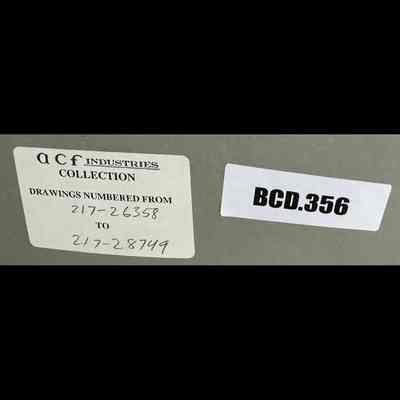 acf INDUSTRIES
COLLECTION
DRAWINGS NUMBERED FROM
217-26358
TO
217-28749
BCD.356